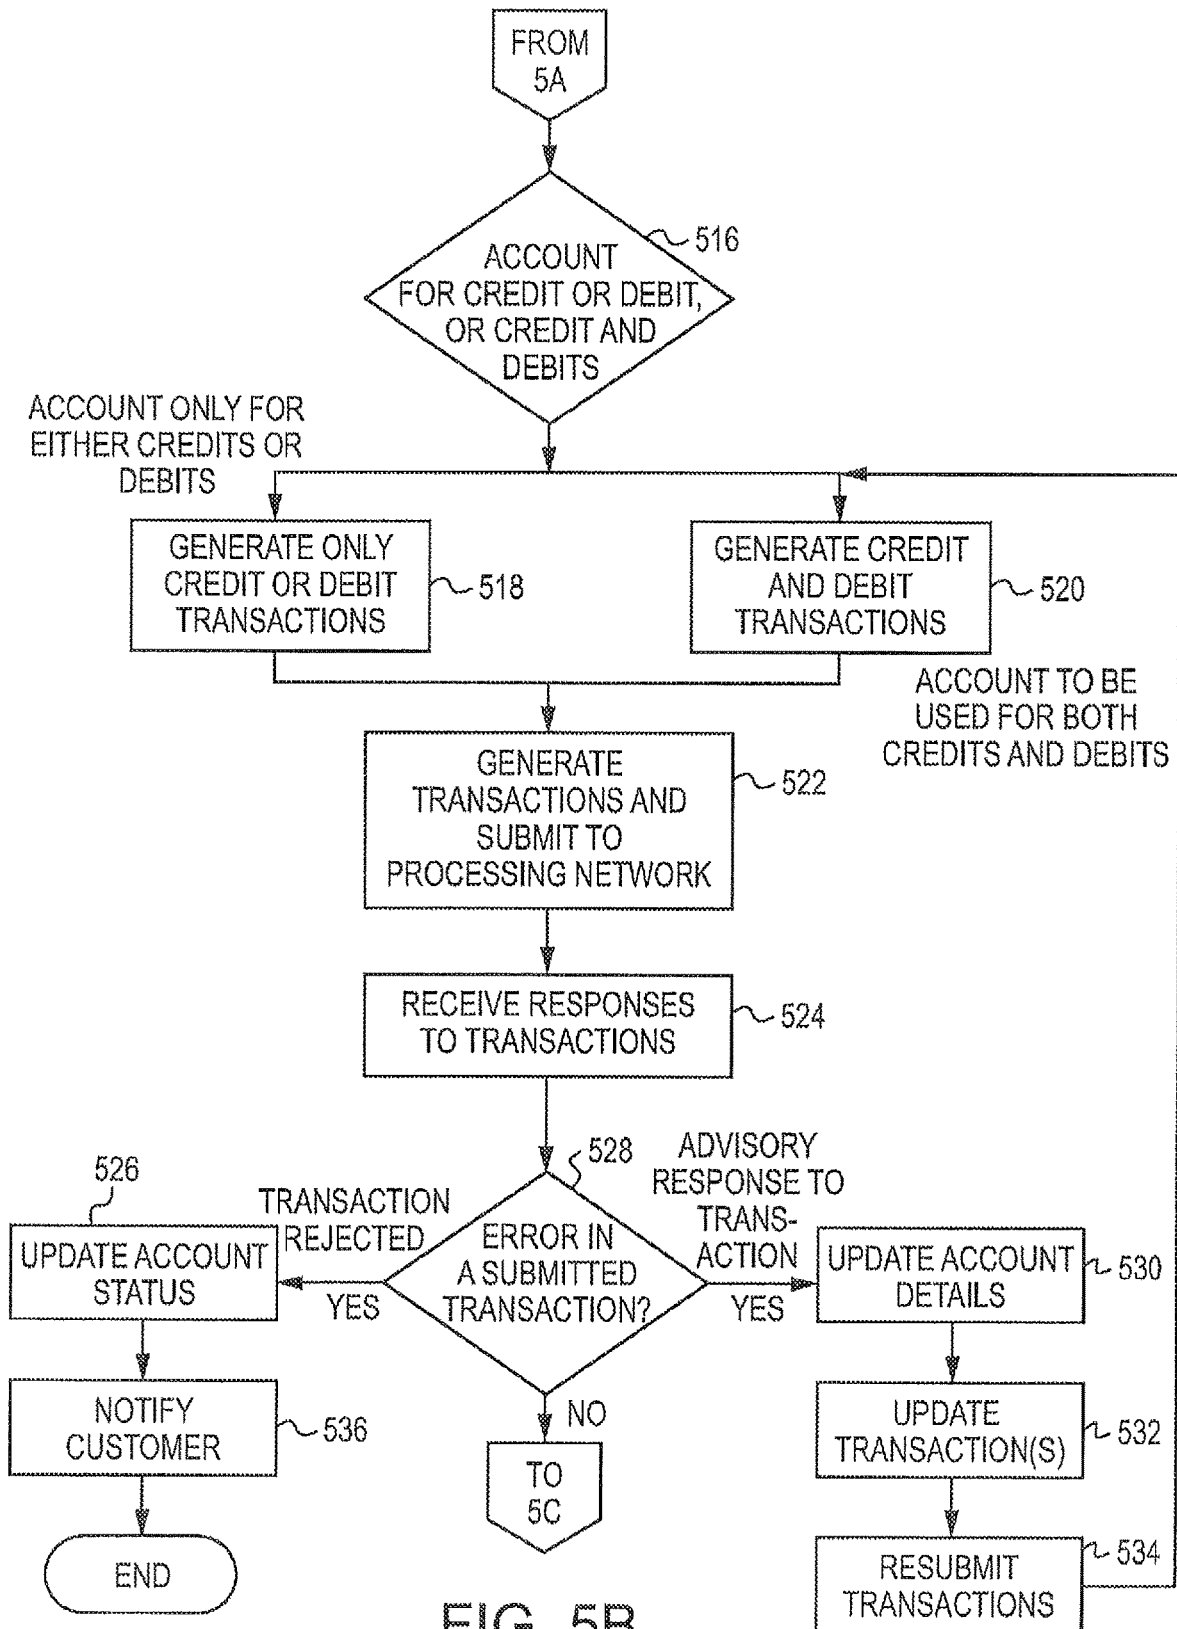 FROM
5A
516
ACCOUNT
FOR CREDIT OR DEBIT,
OR CREDIT AND
DEBITS
ACCOUNT ONLY FOR
EITHER CREDITS OR
DEBITS
GENERATE ONLY
CREDIT OR DEBIT
TRANSACTIONS
518
GENERATE CREDIT
AND DEBIT
TRANSACTIONS
520
ACCOUNT TO BE
USED FOR BOTH
CREDITS AND DEBITS
GENERATE
TRANSACTIONS AND
SUBMIT TO
PROCESSING NETWORK
522
RECEIVE RESPONSES
TO TRANSACTIONS
524
528
ERROR IN
A SUBMITTED
TRANSACTION?
TRANSACTION
REJECTED
YES
526
UPDATE ACCOUNT
STATUS
NOTIFY
CUSTOMER
536
END
NO
TO
5C
ADVISORY
RESPONSE TO
TRANS-
ACTION
YES
UPDATE ACCOUNT
DETAILS
530
UPDATE
TRANSACTION(S)
532
RESUBMIT
TRANSACTIONS
534
FIG. 5B